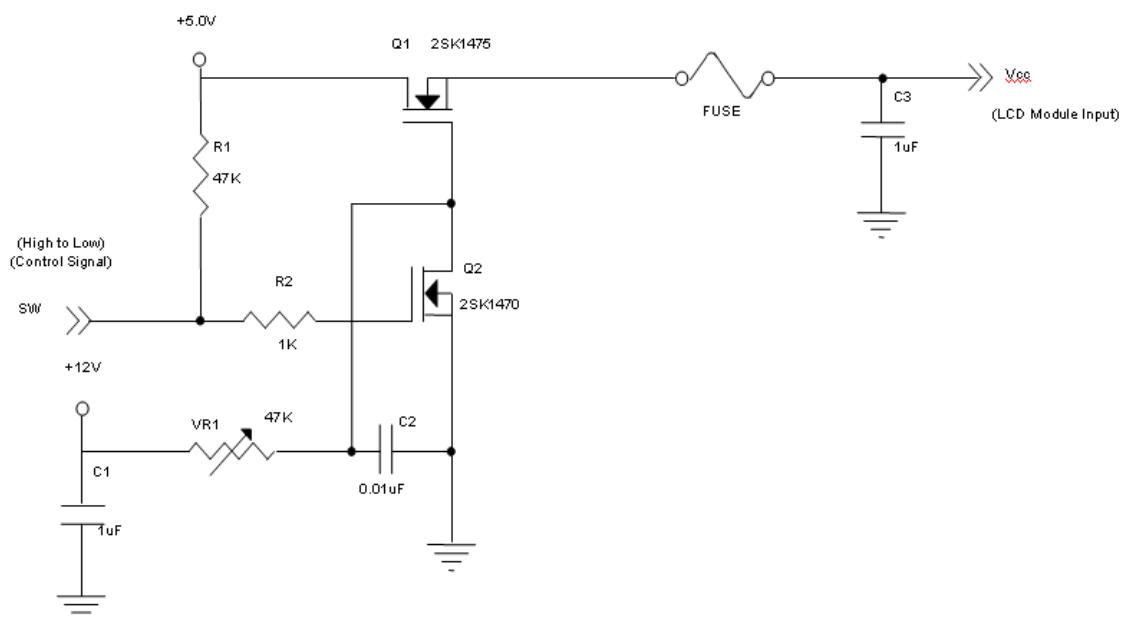 +5.0V
Q1 2SK1475
Vcc
(LCD Module Input)
FUSE
C3
1uF
R1
47K
(High to Low)
(Control Signal)
SW
R2
1K
Q2
2SK1470
+12V
VR1
47K
C2
0.01uF
C1
1uF